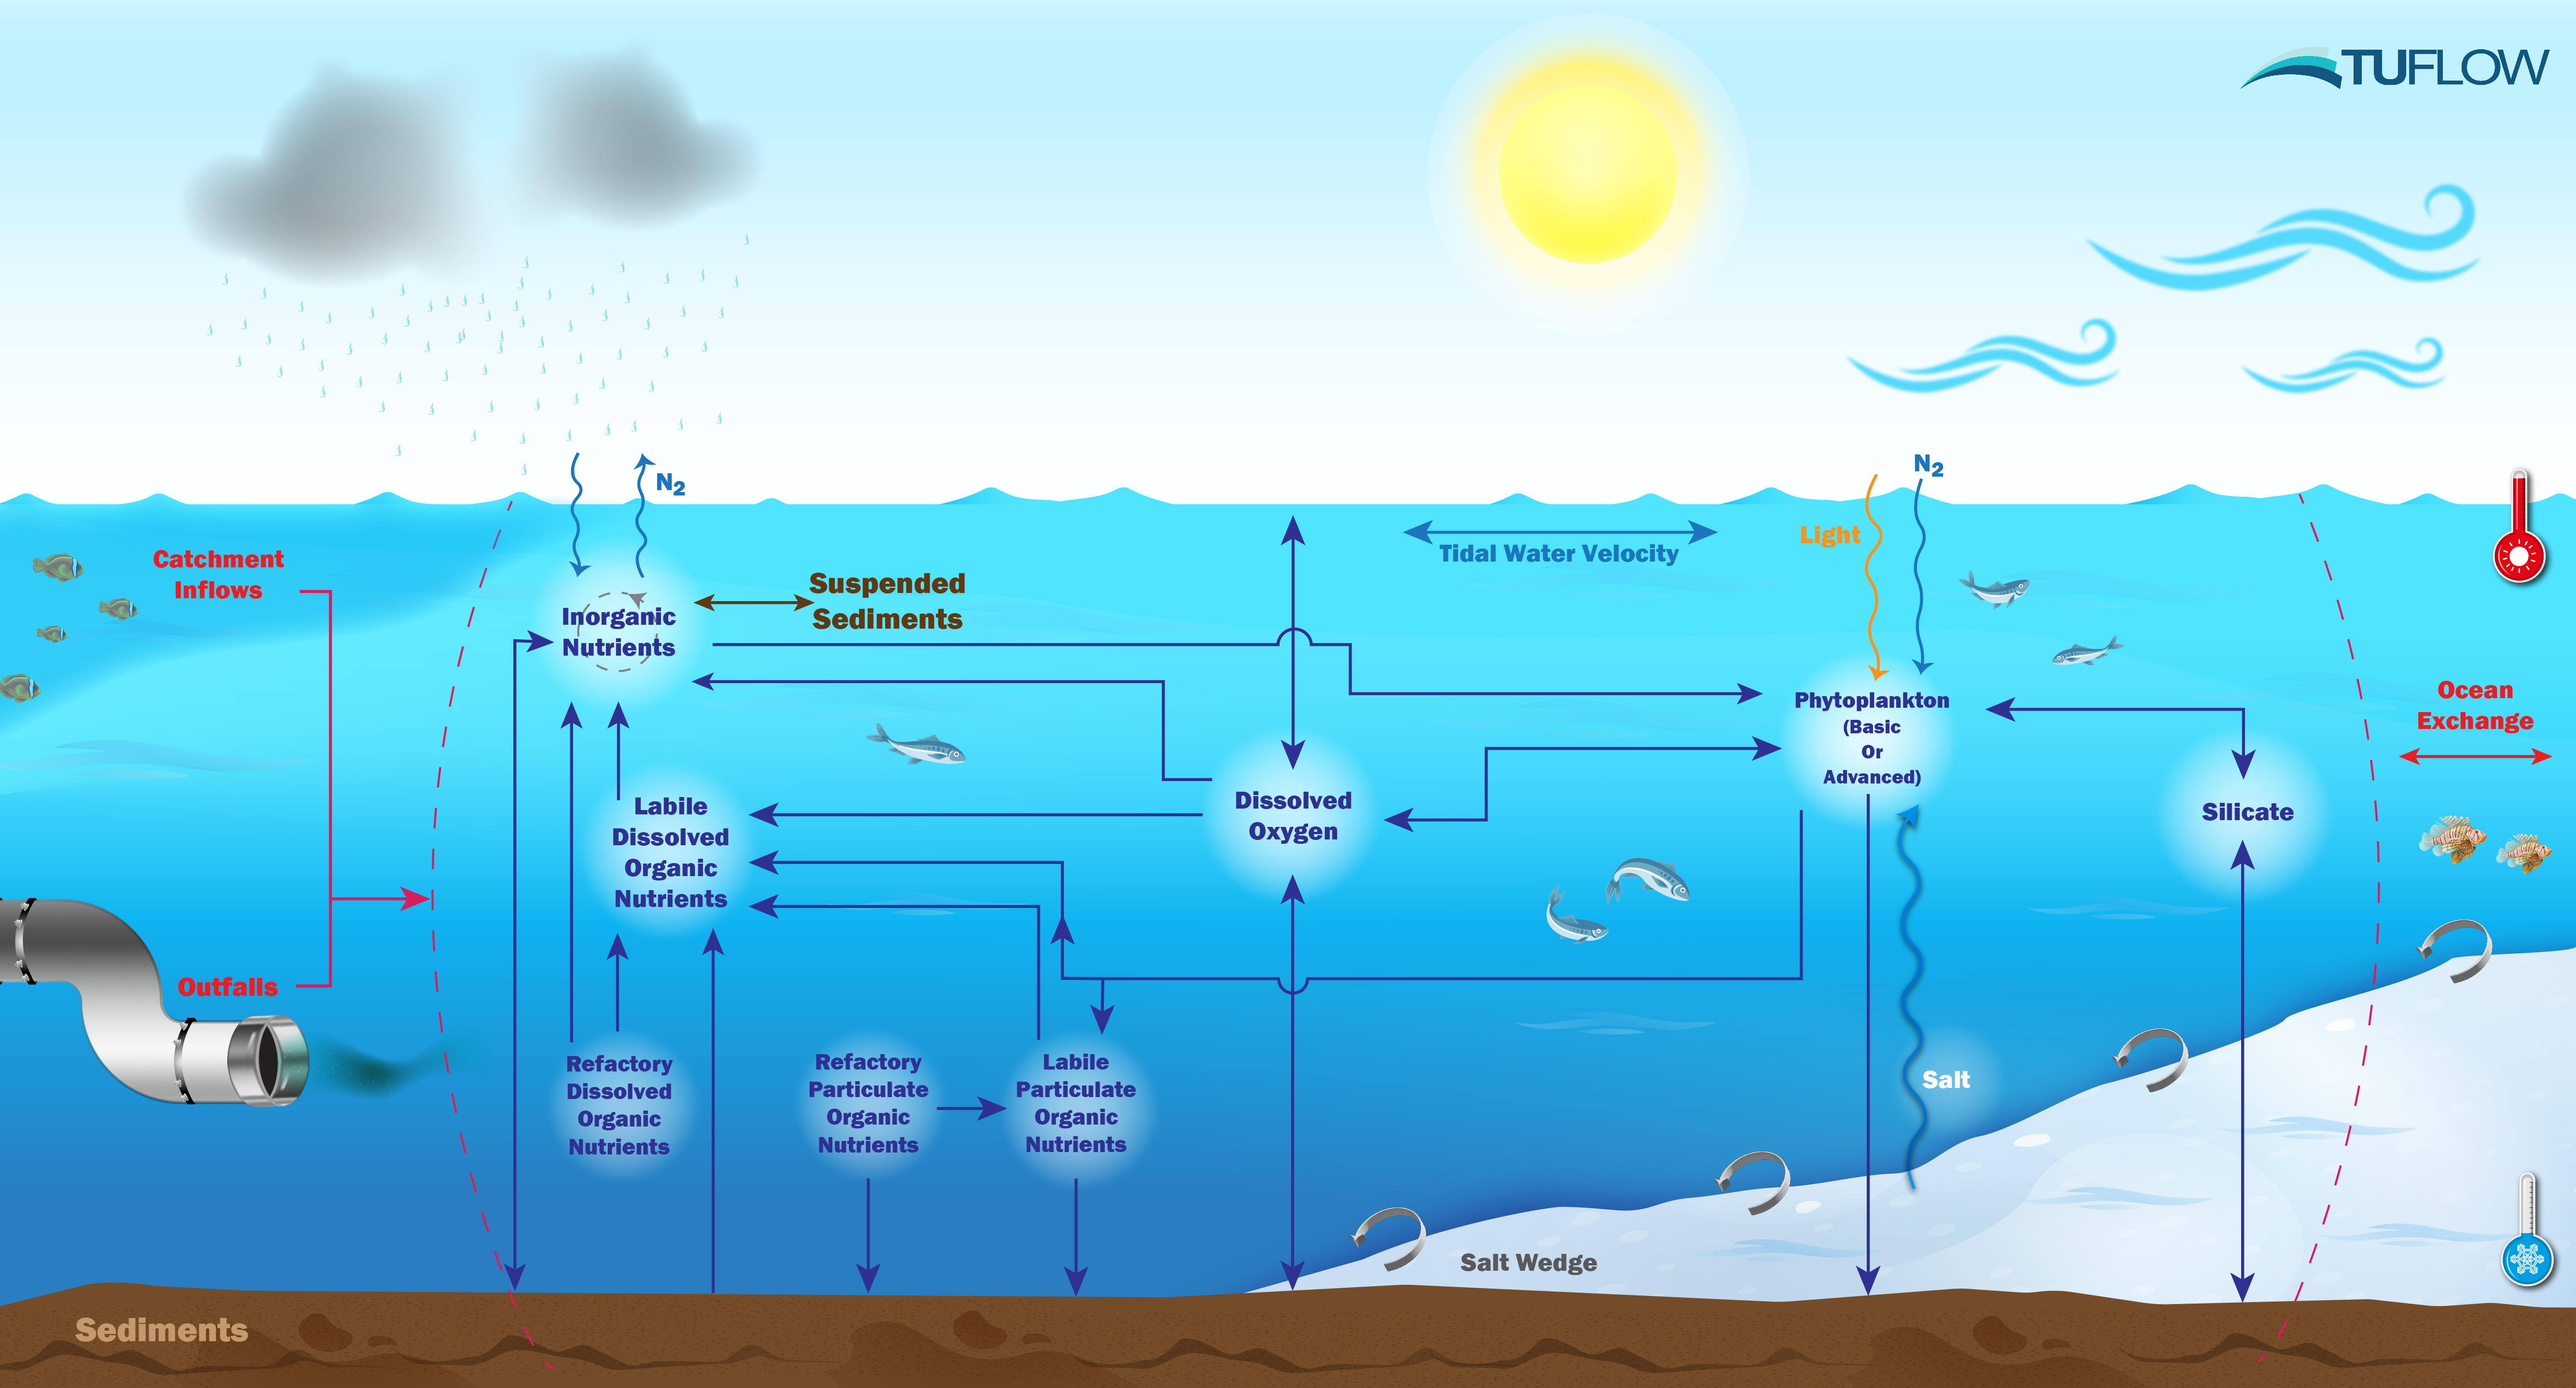 TUFLOW
N2
N2
Light
Tidal Water Velocity
Catchment
Inflows
Suspended
Sediments
Inorganic
Nutrients
Ocean
Exchange
Phytoplankton
(Basic
Or
Advanced)
Labile
Dissolved
Organic
Nutrients
Dissolved
Oxygen
Silicate
Outfalls
Refactory
Dissolved
Organic
Nutrients
Refactory
Particulate
Organic
Nutrients
Labile
Particulate
Organic
Nutrients
Salt
Salt Wedge
Sediments